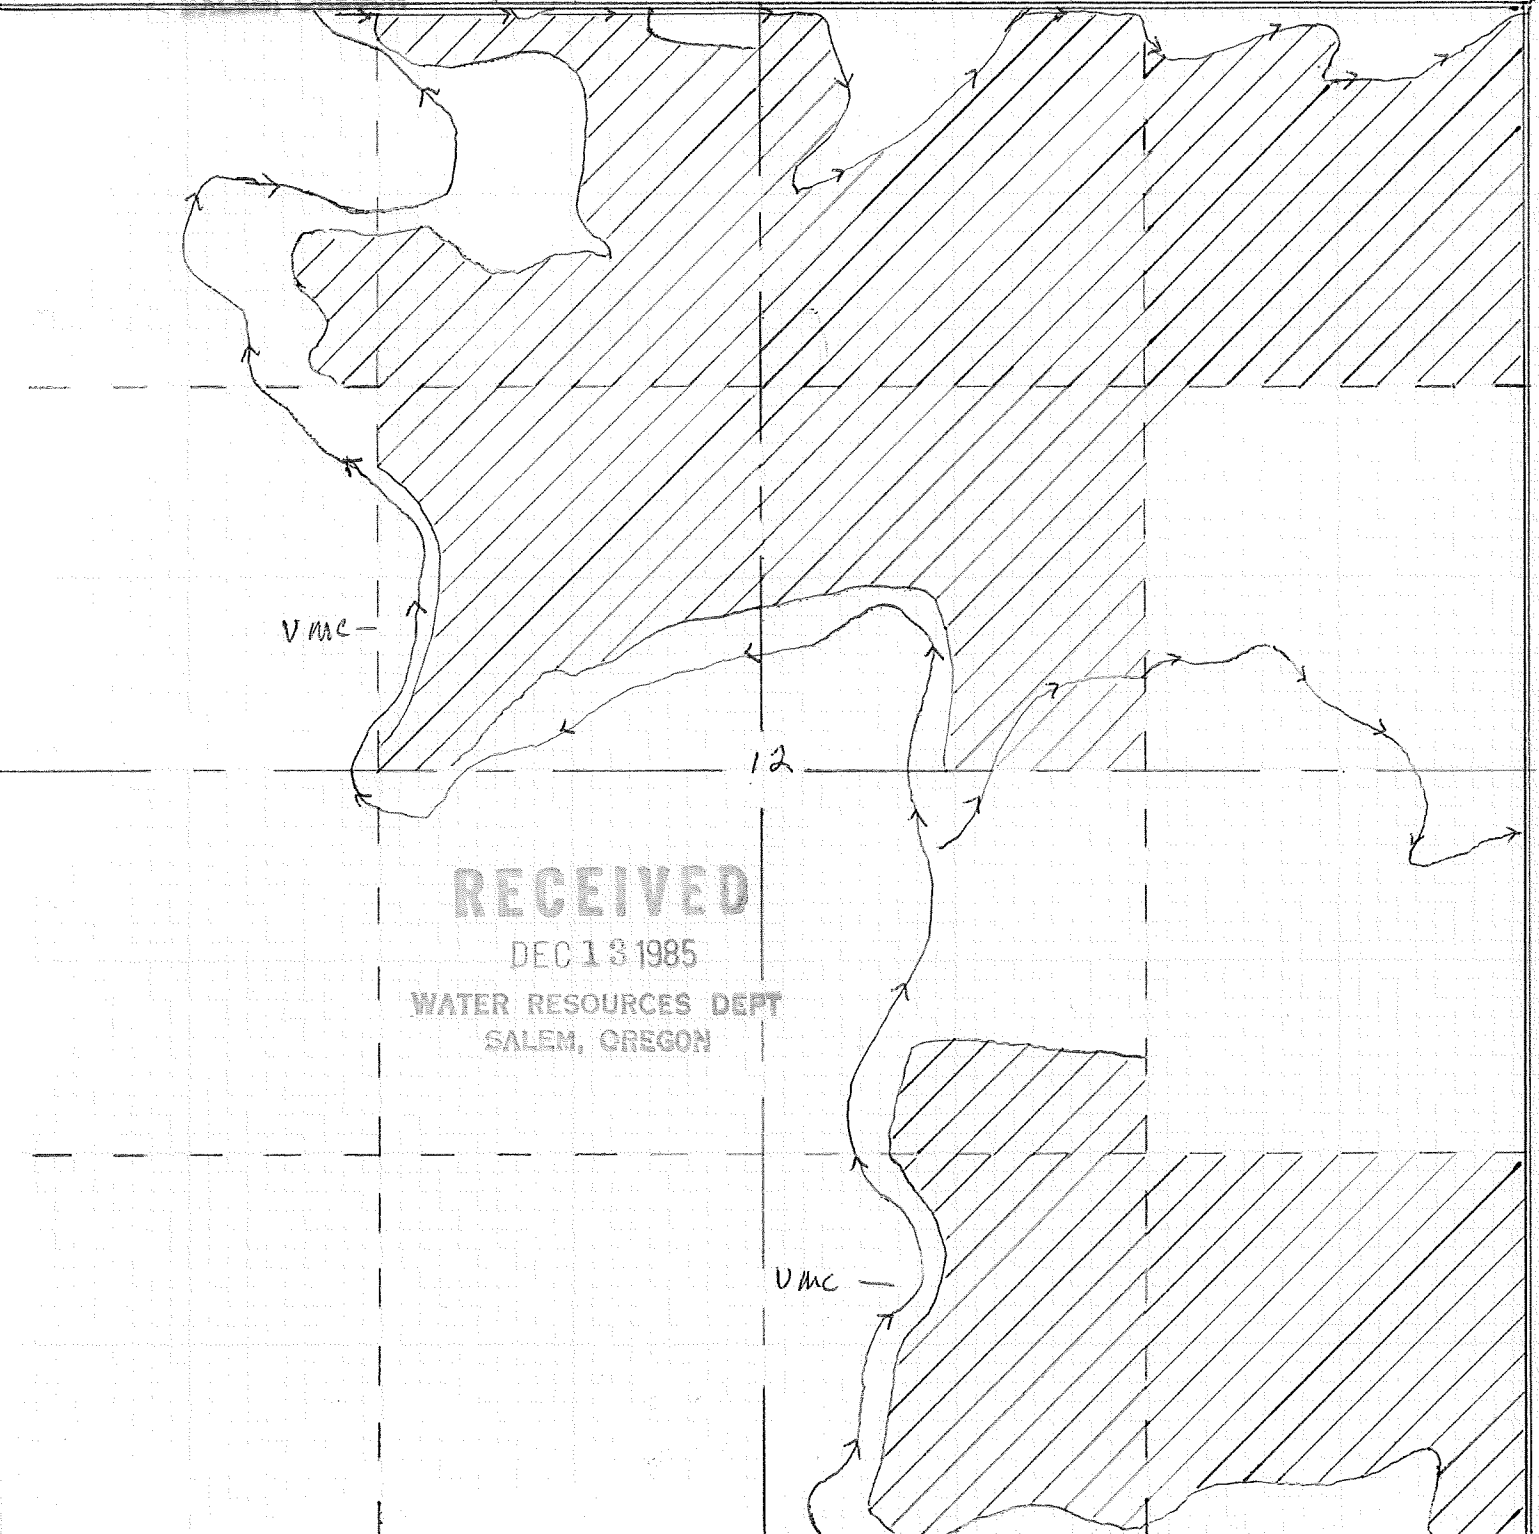 VMC
12
RECEIVED
DEC 13 1985
WATER RESOURCES DEPT
SALEM, OREGON
VMC